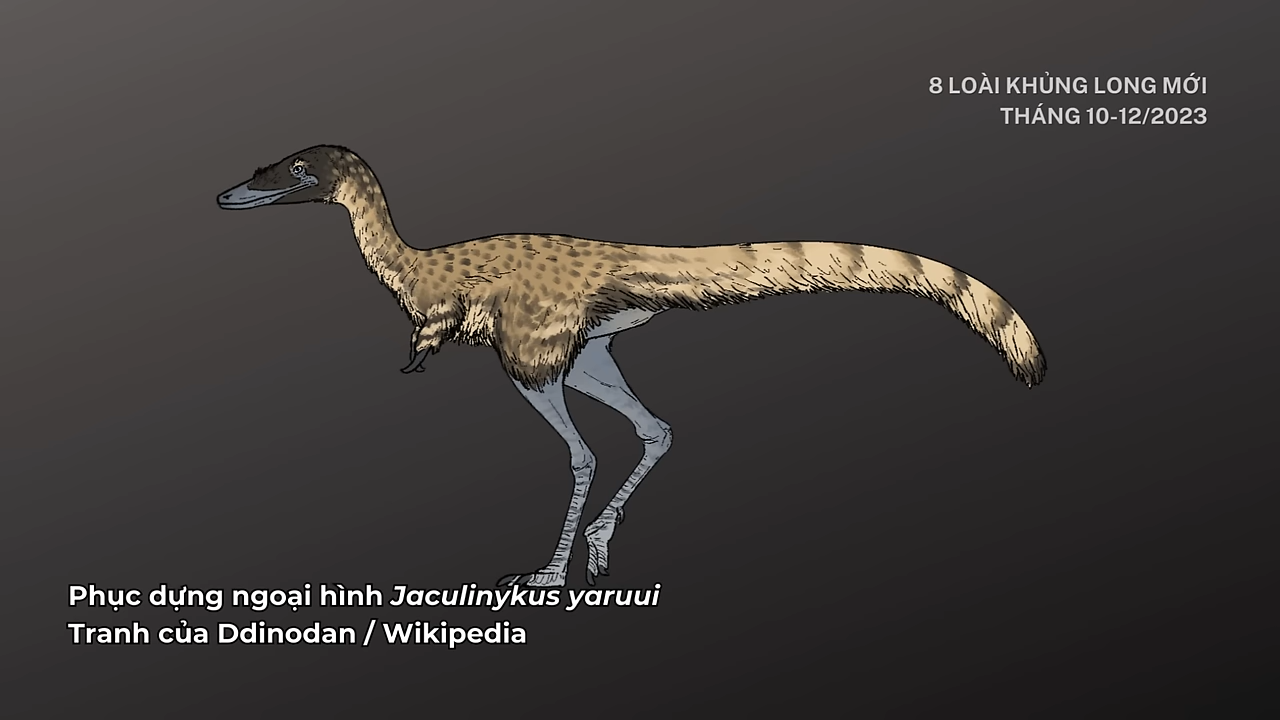 8 LOÀI KHỦNG LONG MỚI
THÁNG 10-12/2023
Phục dựng ngoại hình Jaculinykus yaruui
Tranh của Ddinodan / Wikipedia